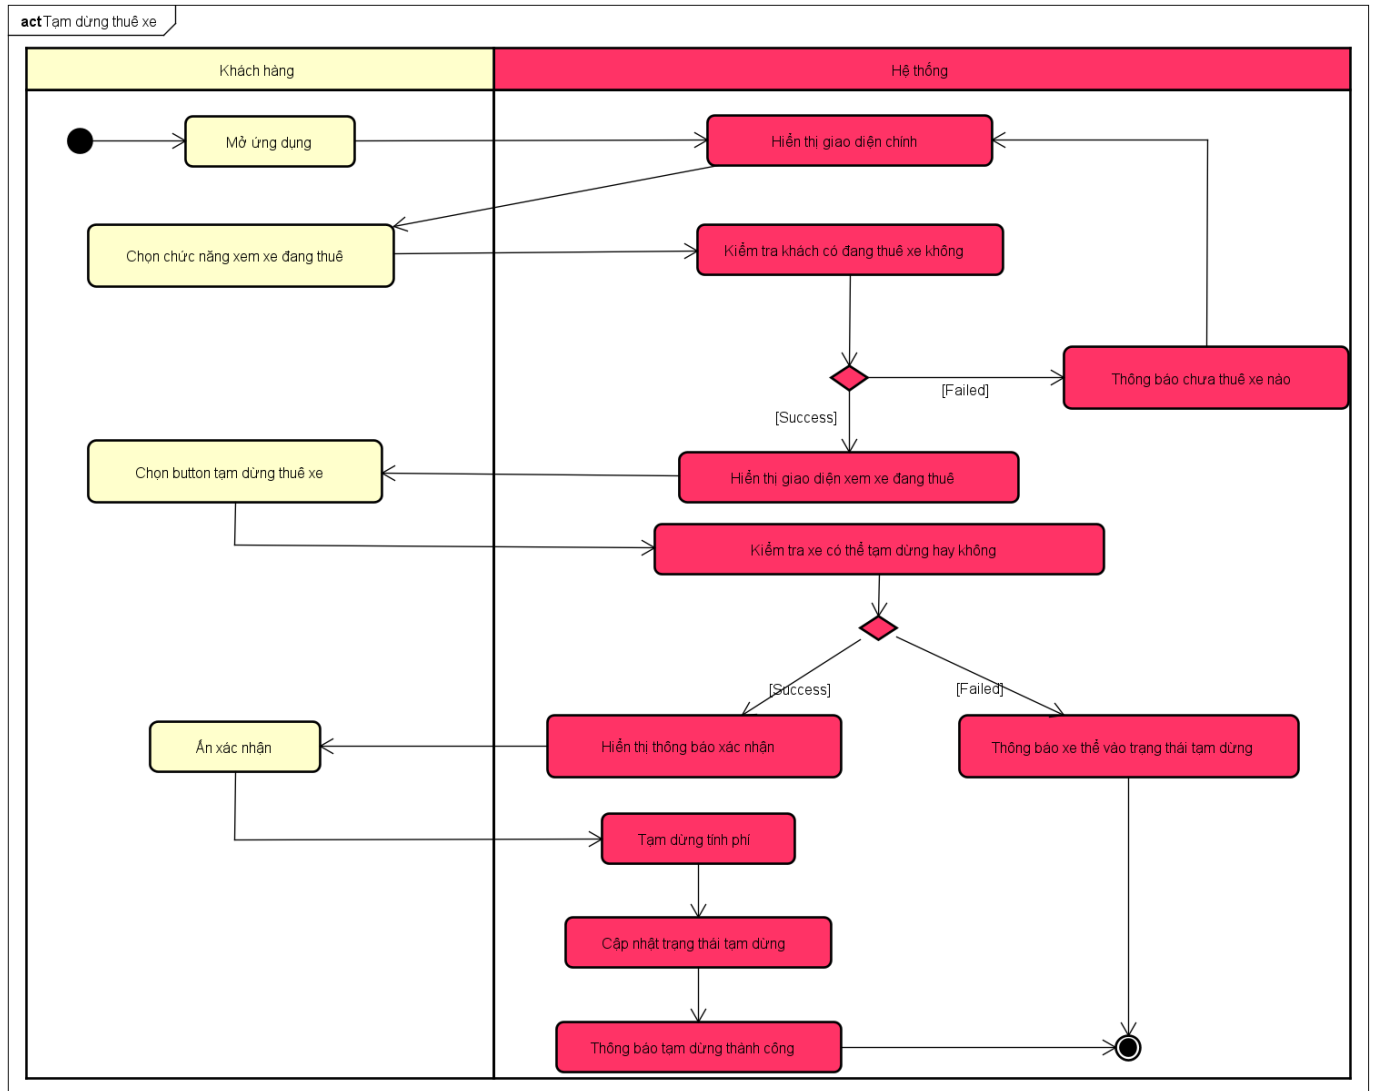 act Tạm dừng thuê xe
Khách hàng
Hệ thống
Mở ứng dụng
Hiển thị giao diện chính
Chọn chức năng xem xe đang thuê
Kiểm tra khách có đang thuê xe không
[Failed]
Thông báo chưa thuê xe nào
[Success]
Chọn button tạm dừng thuê xe
Hiển thị giao diện xem xe đang thuê
Kiểm tra xe có thể tạm dừng hay không
[Success]
[Failed]
Ấn xác nhận
Hiển thị thông báo xác nhận
Thông báo xe thể vào trạng thái tạm dừng
Tạm dừng tính phí
Cập nhật trạng thái tạm dừng
Thông báo tạm dừng thành công